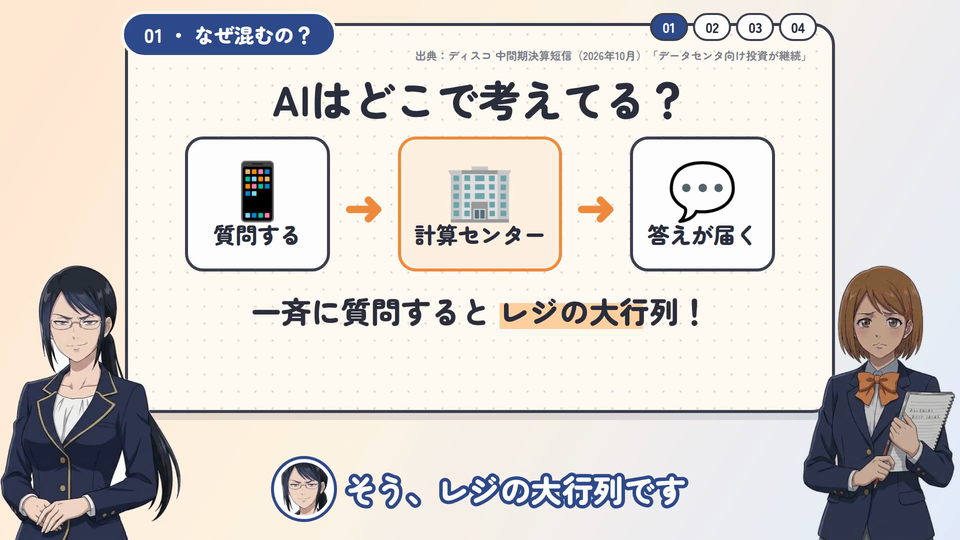 01・なぜ混むの？
01 02 03 04
出典：ディスコ 中間期決算短信（2026年10月）「データセンタ向け投資が継続」
AIはどこで考えてる？
質問する
計算センター
答えが届く
一斉に質問すると レジの大行列！
そう、レジの大行列です